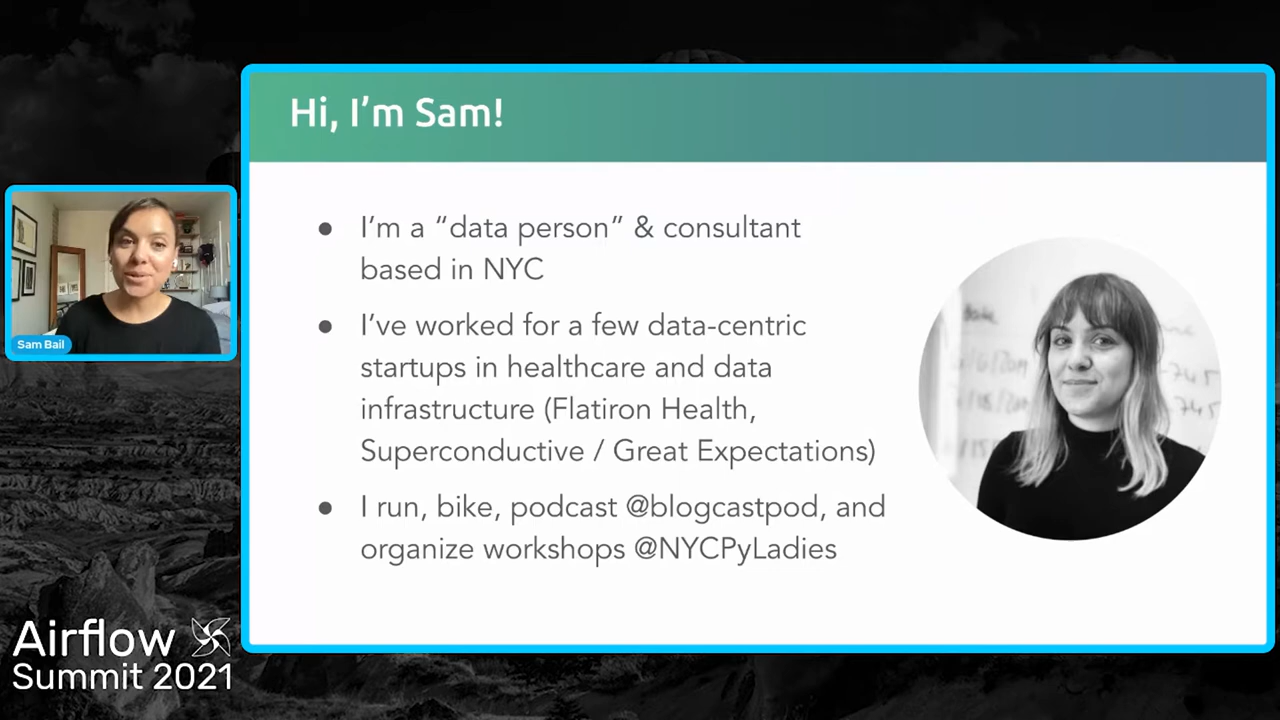 Hi, I'm Sam!
● I'm a “data person” & consultant
based in NYC
● I've worked for a few data-centric
startups in healthcare and data
infrastructure (Flatiron Health,
Superconductive / Great Expectations)
● I run, bike, podcast @blogcastpod, and
organize workshops @NYCPyLadies
Sam Bail
Airflow
Summit 2021